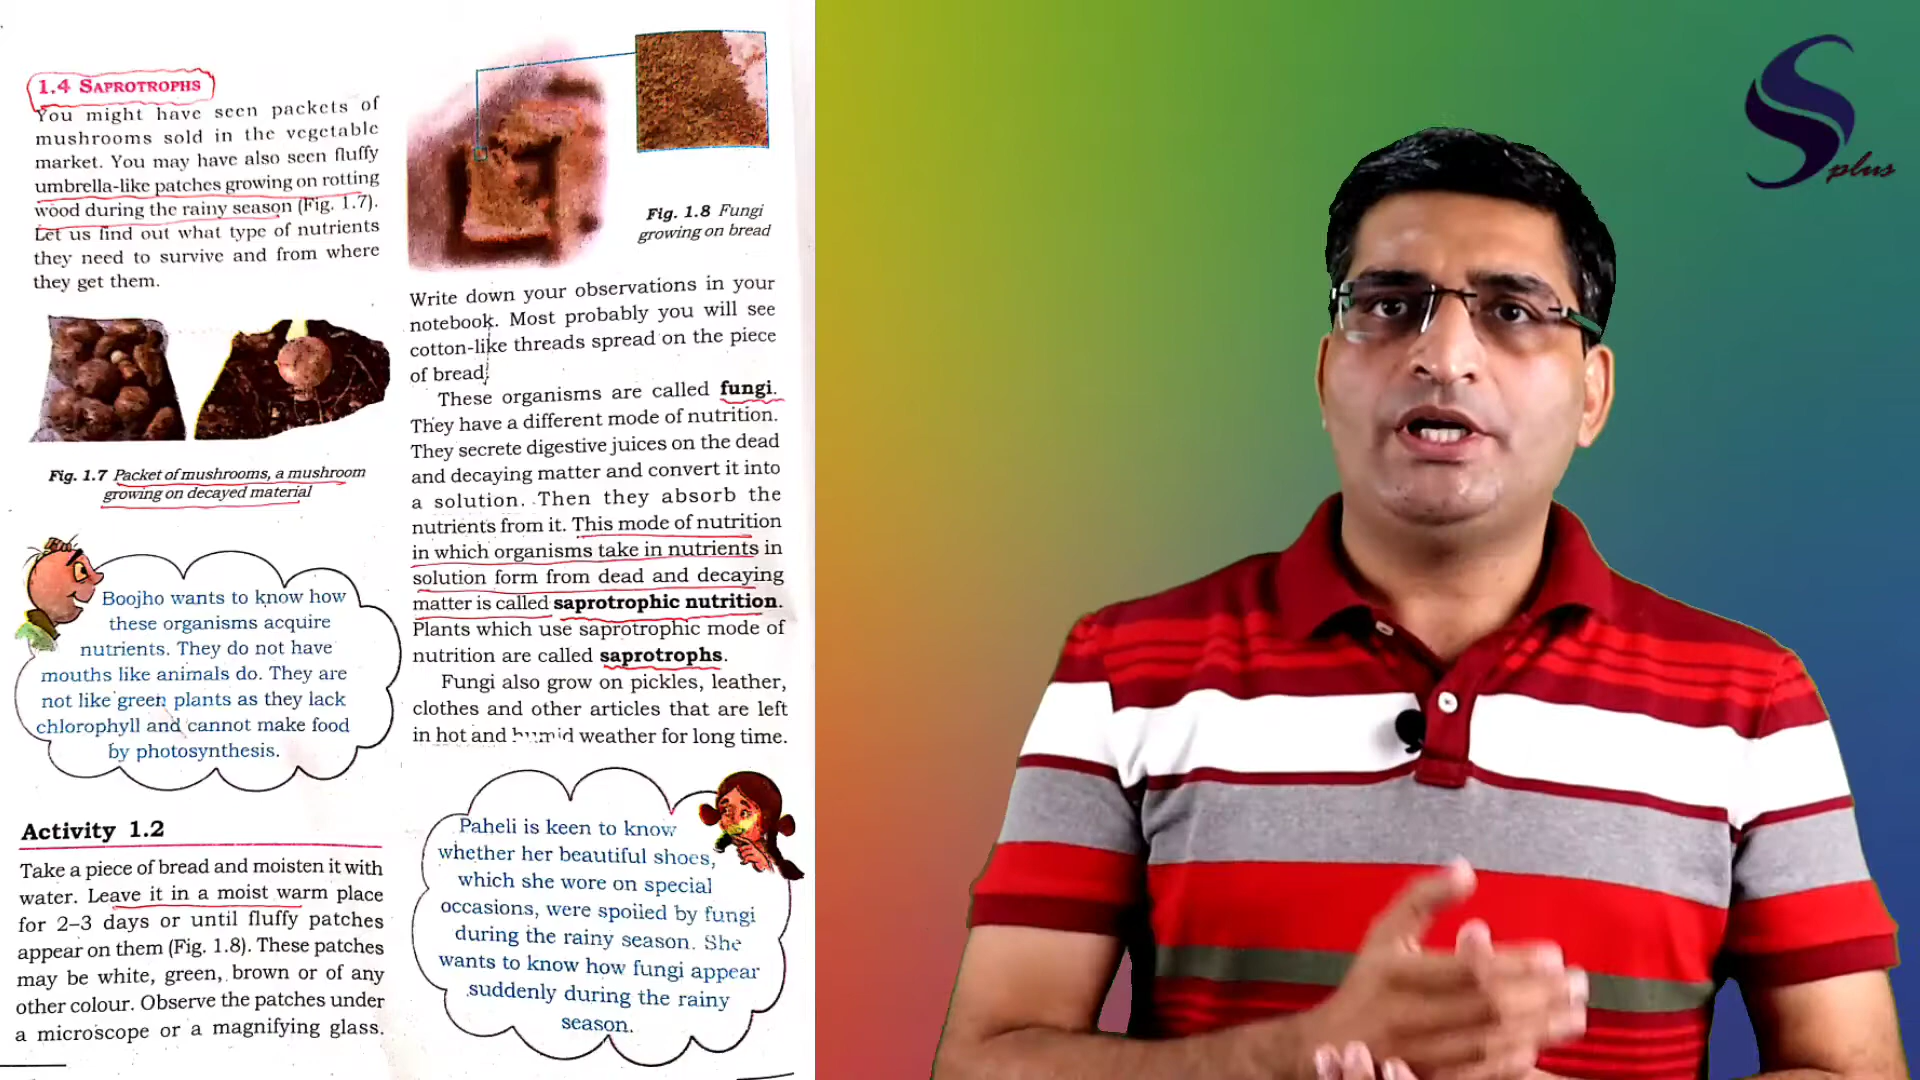 1.4 SAPROTROPHS
You might have seen packets of
mushrooms sold in the vegetable
market. You may have also seen fluffy
umbrella-like patches growing on rotting
wood during the rainy season (Fig. 1.7).
Let us find out what type of nutrients
they need to survive and from where
they get them.
Fig. 1.7 Packet of mushrooms, a mushroom
growing on decayed material
Boojho wants to know how
these organisms acquire
nutrients. They do not have
mouths like animals do. They are
not like green plants as they lack
chlorophyll and cannot make food
by photosynthesis.
Activity 1.2
Take a piece of bread and moisten it with
water. Leave it in a moist warm place
for 2–3 days or until fluffy patches
appear on them (Fig. 1.8). These patches
may be white, green, brown or of any
other colour. Observe the patches under
a microscope or a magnifying glass.
Fig. 1.8 Fungi
growing on bread
Write down your observations in your
notebook. Most probably you will see
cotton-like threads spread on the piece
of bread.
These organisms are called fungi.
They have a different mode of nutrition.
They secrete digestive juices on the dead
and decaying matter and convert it into
a solution. Then they absorb the
nutrients from it. This mode of nutrition
in which organisms take in nutrients in
solution form from dead and decaying
matter is called saprotrophic nutrition.
Plants which use saprotrophic mode of
nutrition are called saprotrophs.
Fungi also grow on pickles, leather,
clothes and other articles that are left
in hot and humid weather for long time.
Paheli is keen to know
whether her beautiful shoes,
which she wore on special
occasions, were spoiled by fungi
during the rainy season. She
wants to know how fungi appear
suddenly during the rainy
season.
S plus